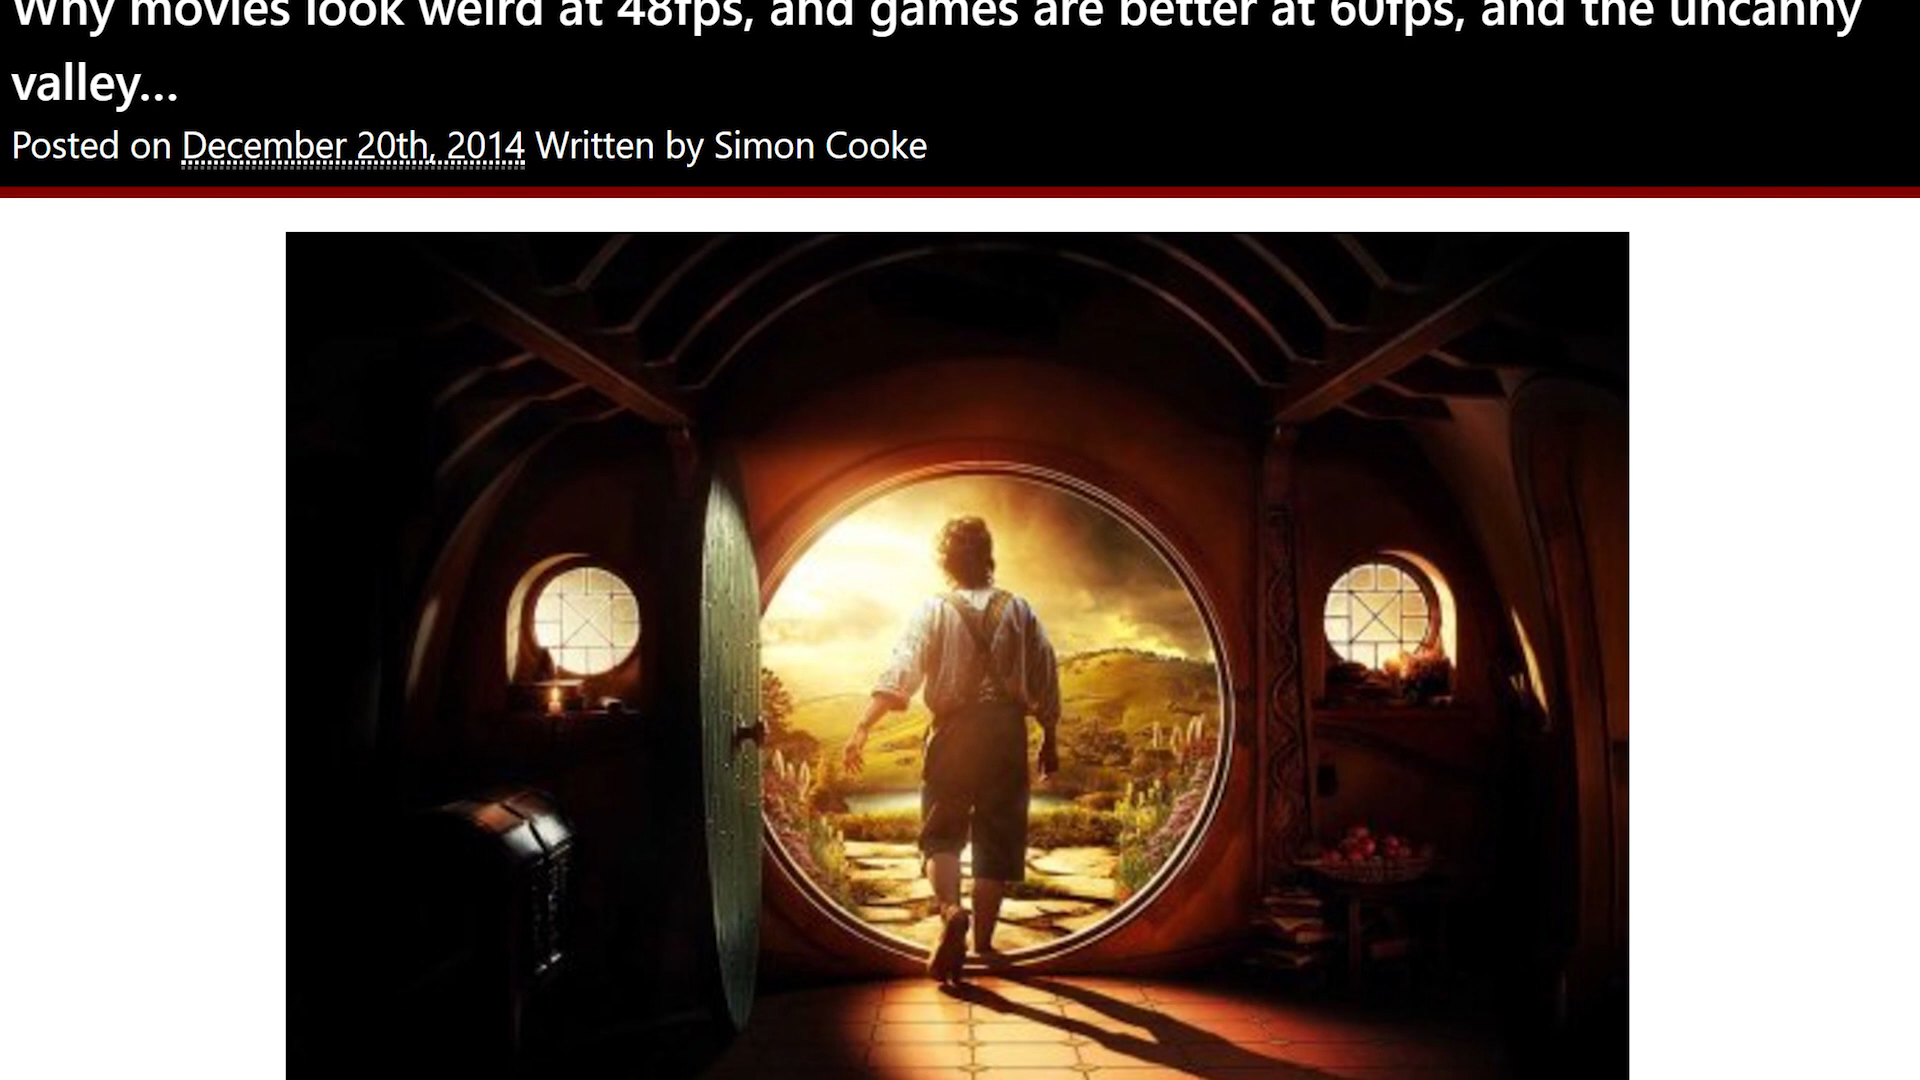 Why movies look weird at 48fps, and games are better at 60fps, and the uncanny
valley...
Posted on December 20th, 2014 Written by Simon Cooke